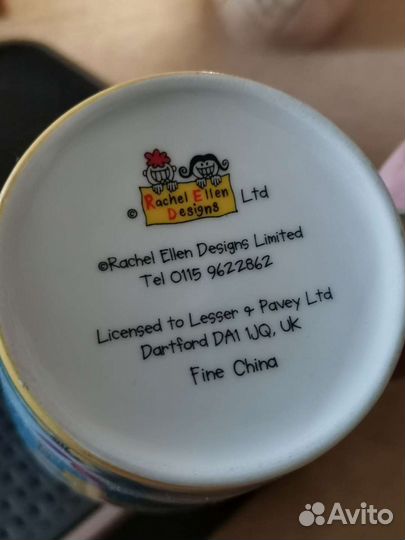 © Rachel Ellen Designs Ltd
©Rachel Ellen Designs Limited
Tel 0115 9622862
Licensed to Lesser & Pavey Ltd
Dartford DA1 1JQ, UK
Fine China
Avito